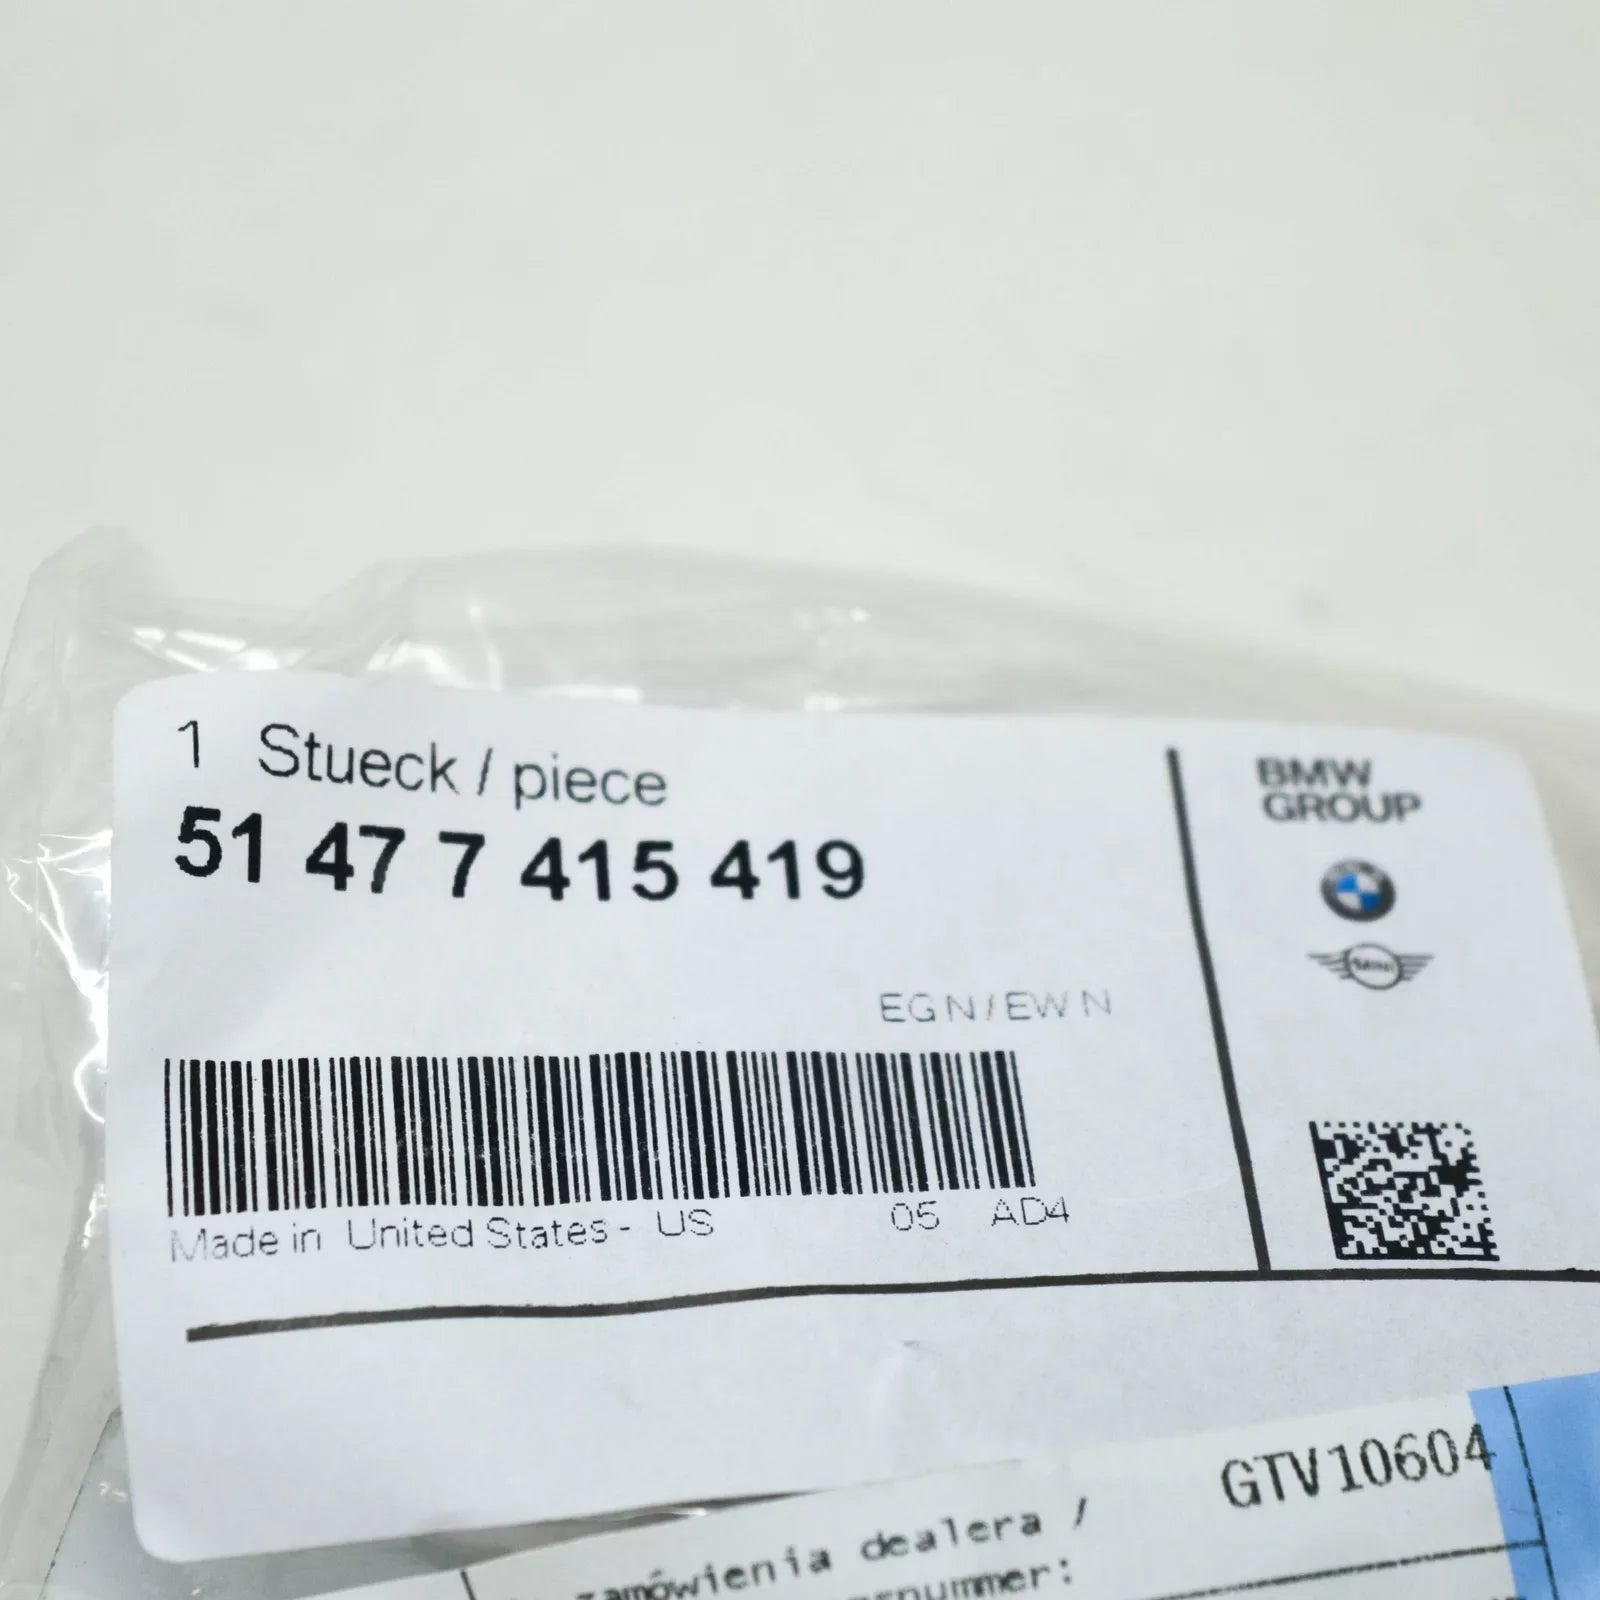 1 Stueck / piece
51 47 7 415 419
BMW
GROUP
MINI
EGN/EWN
Made in United States - US 05 AD4
GTV10604
zamówienia dealera /